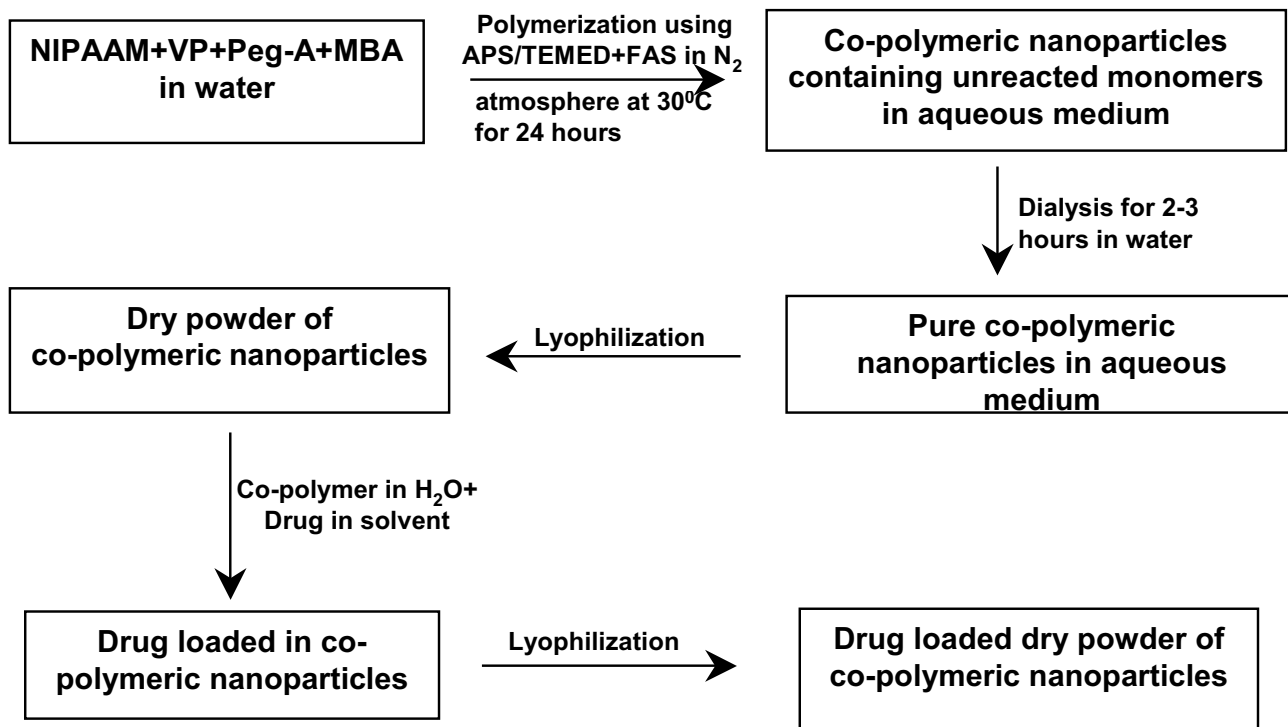 NIPAAM+VP+Peg-A+MBA
in water
Polymerization using
APS/TEMED+FAS in N₂
atmosphere at 30⁰C
for 24 hours
Co-polymeric nanoparticles
containing unreacted monomers
in aqueous medium
Dialysis for 2-3
hours in water
Pure co-polymeric
nanoparticles in aqueous
medium
Lyophilization
Dry powder of
co-polymeric nanoparticles
Co-polymer in H₂O+
Drug in solvent
Drug loaded in co-
polymeric nanoparticles
Lyophilization
Drug loaded dry powder of
co-polymeric nanoparticles